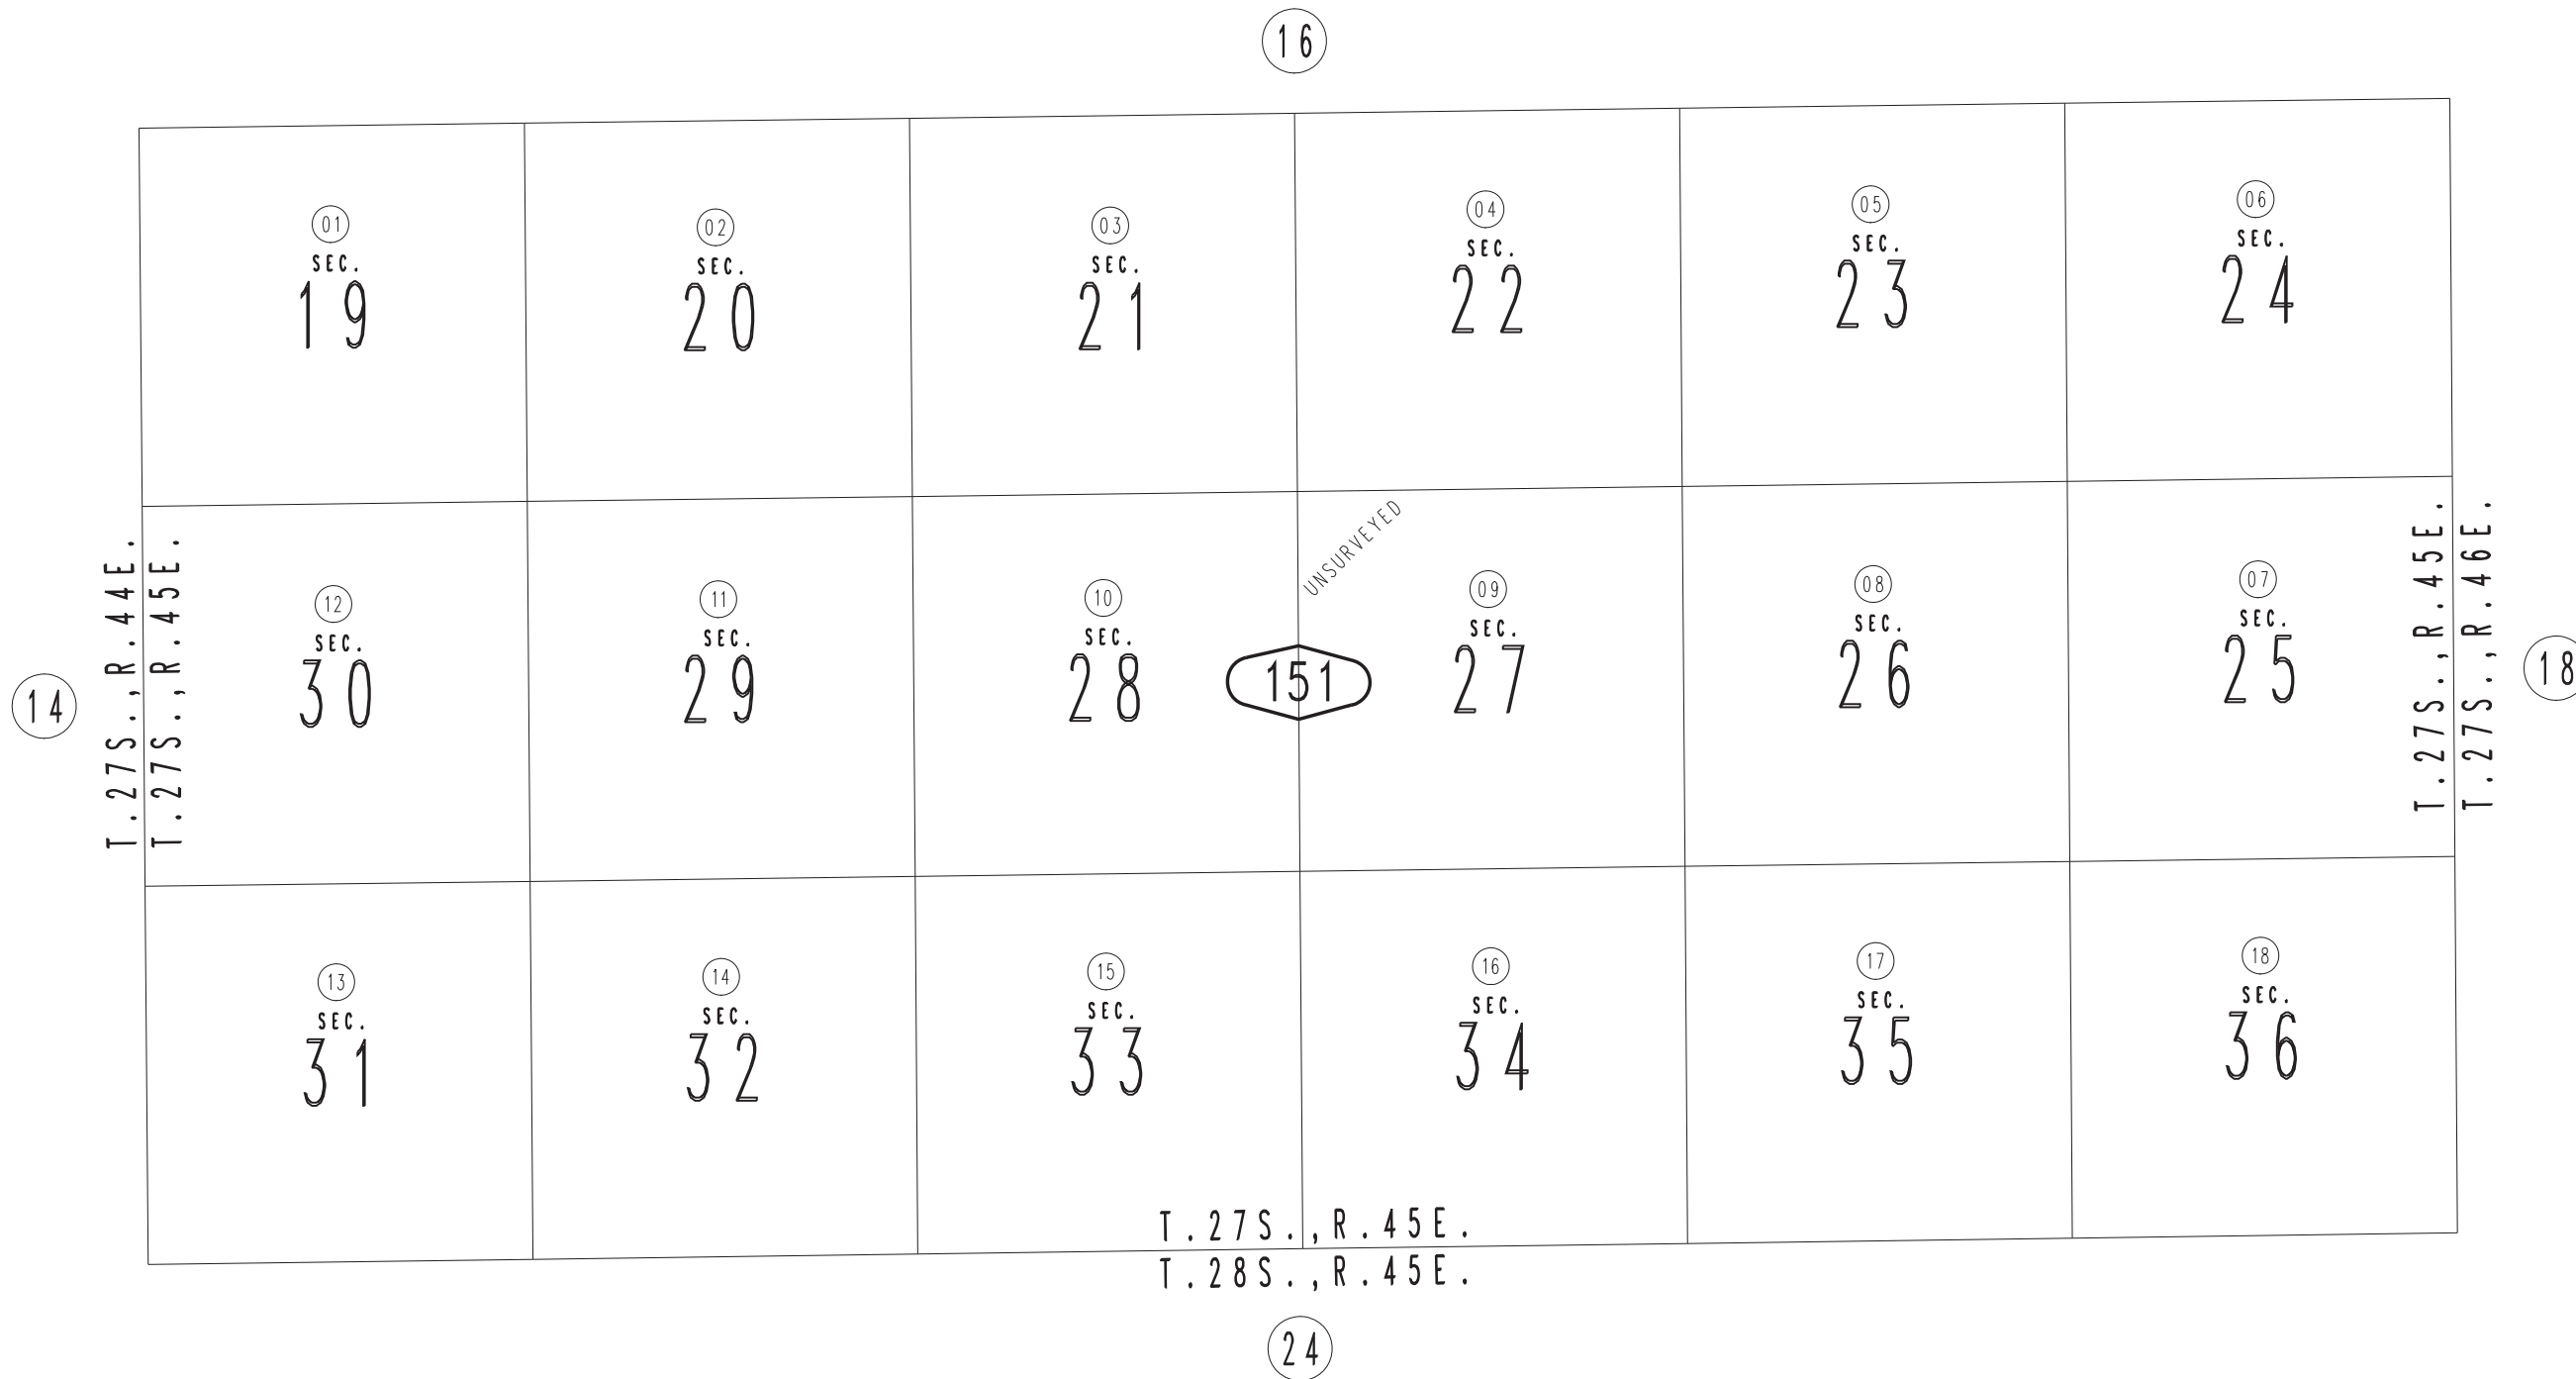 16
01
SEC.
19
02
SEC.
20
03
SEC.
21
04
SEC.
22
05
SEC.
23
06
SEC.
24
14
T.27S.,R.44E.
T.27S.,R.45E.
12
SEC.
30
11
SEC.
29
10
SEC.
28
151
UNSURVEYED
09
SEC.
27
08
SEC.
26
07
SEC.
25
T.27S.,R.45E.
T.27S.,R.46E.
18
13
SEC.
31
14
SEC.
32
15
SEC.
33
16
SEC.
34
17
SEC.
35
18
SEC.
36
T.27S.,R.45E.
T.28S.,R.45E.
24